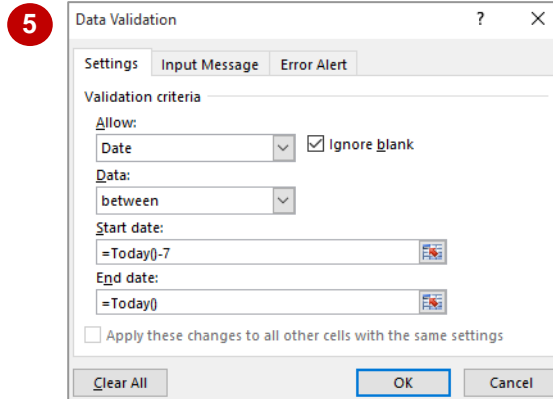 5
Data Validation ? X
Settings Input Message Error Alert
Validation criteria
Allow:
Date Ignore blank
Data:
between
Start date:
=Today()-7
End date:
=Today()
Apply these changes to all other cells with the same settings
Clear All OK Cancel